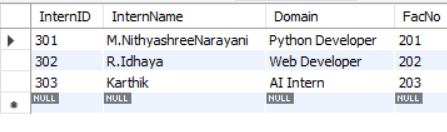 InternID InternName Domain FacNo
301 M.NithyashreeNarayani Python Developer 201
302 R.Idhaya Web Developer 202
303 Karthik AI Intern 203
NULL NULL NULL NULL